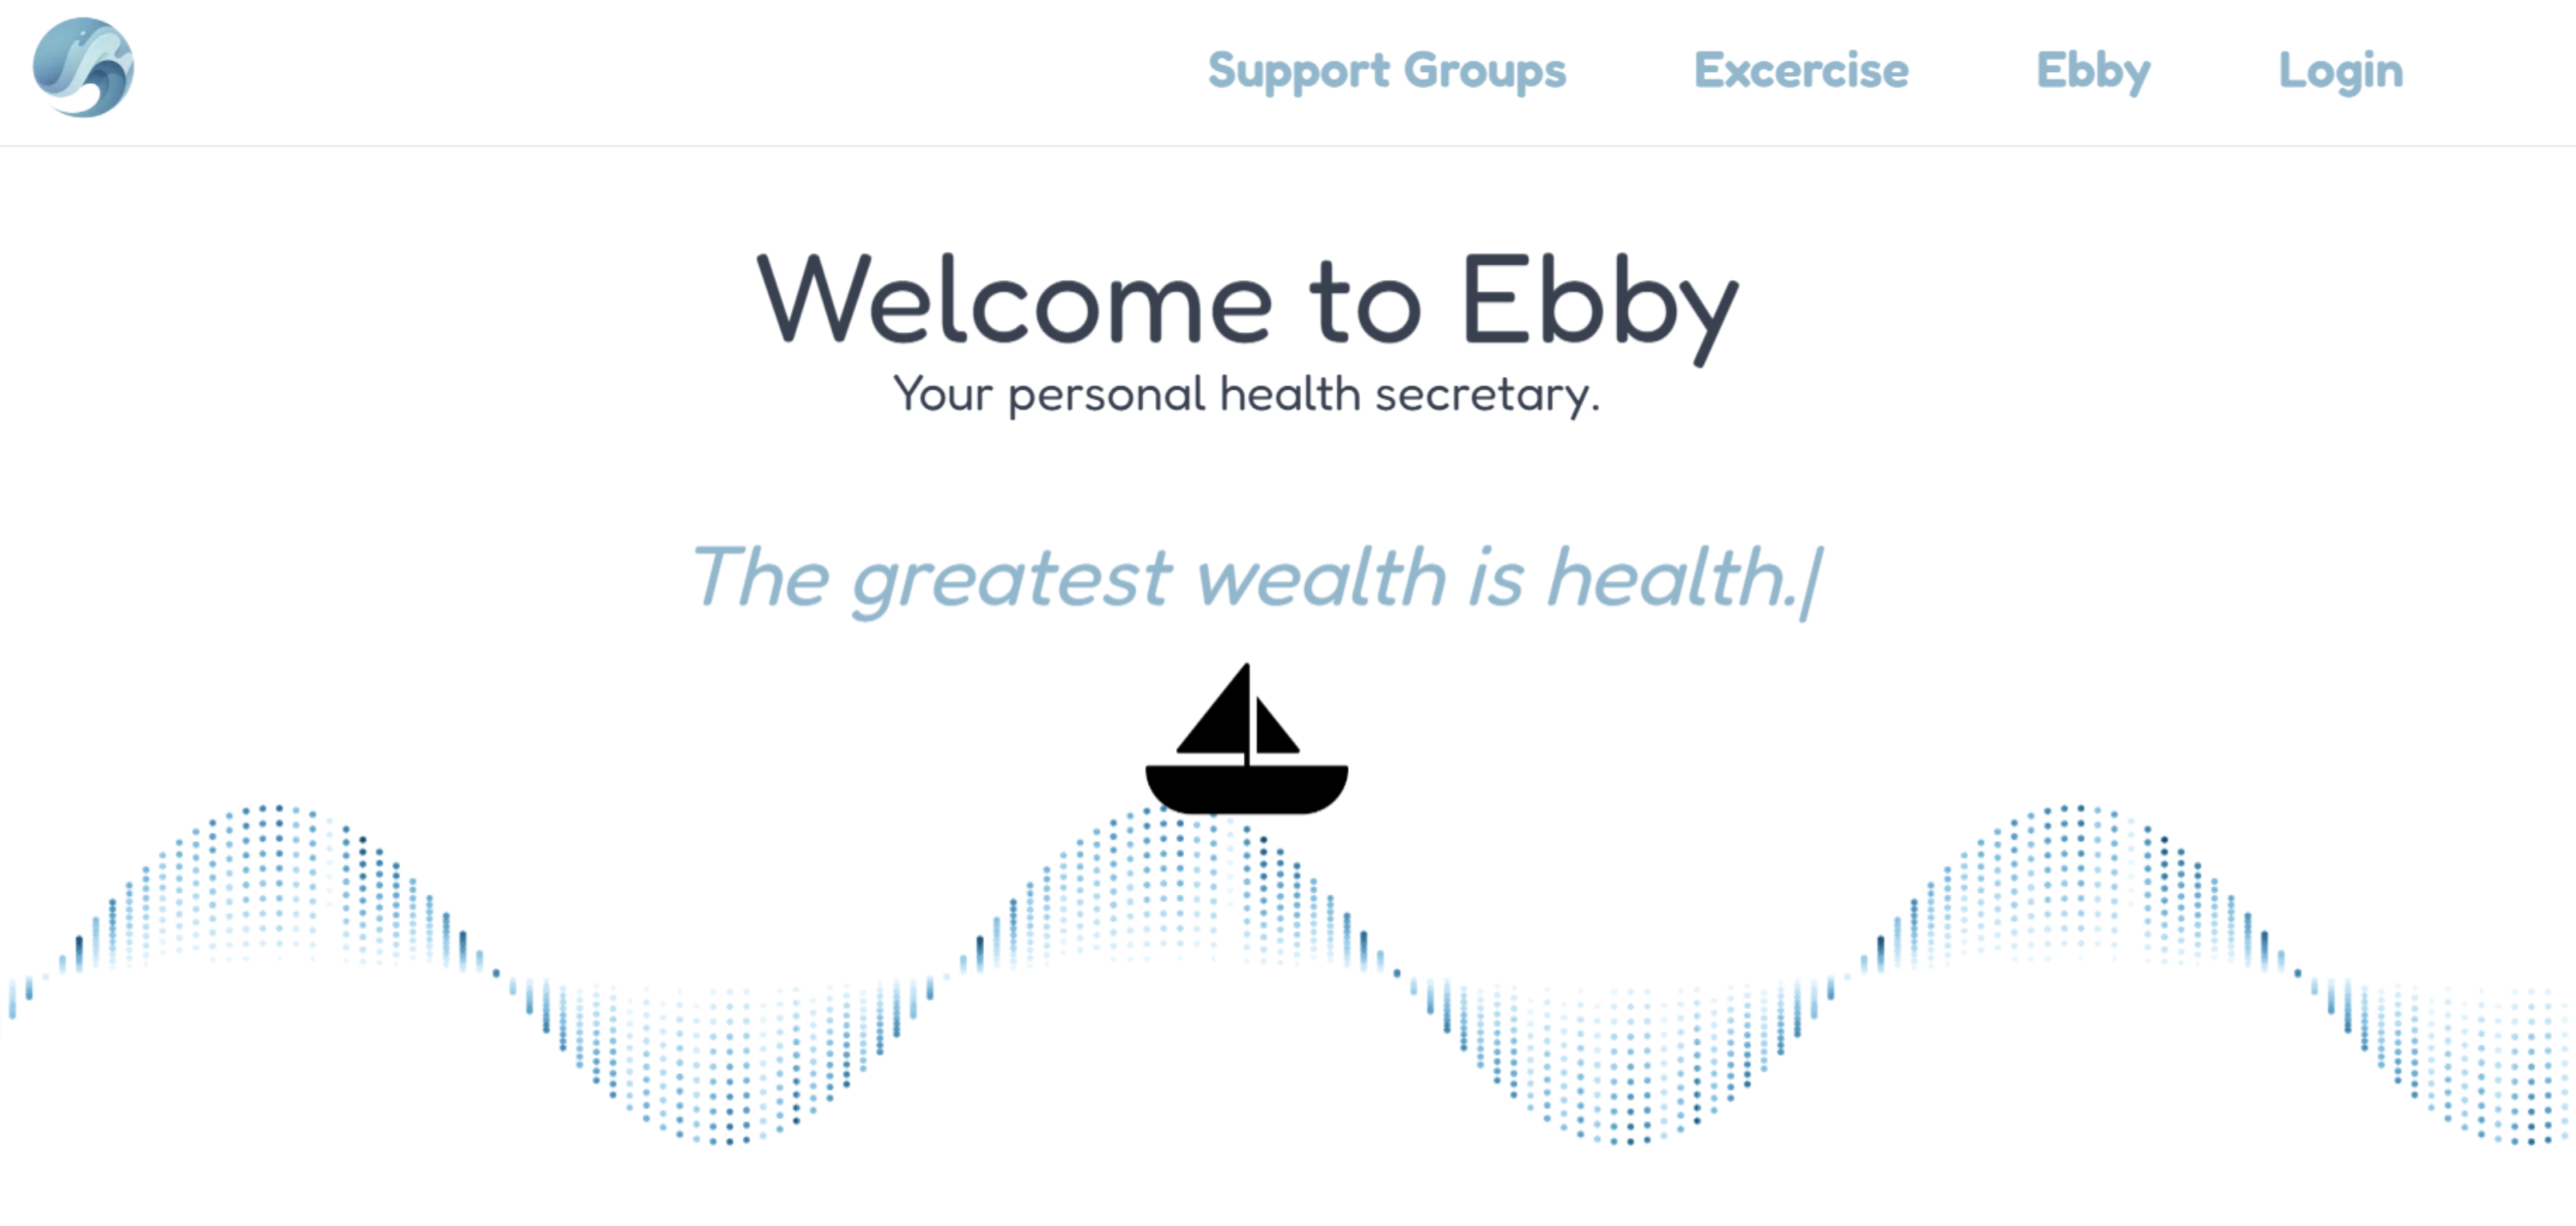 Support Groups Excercise Ebby Login
Welcome to Ebby
Your personal health secretary.
The greatest wealth is health.|